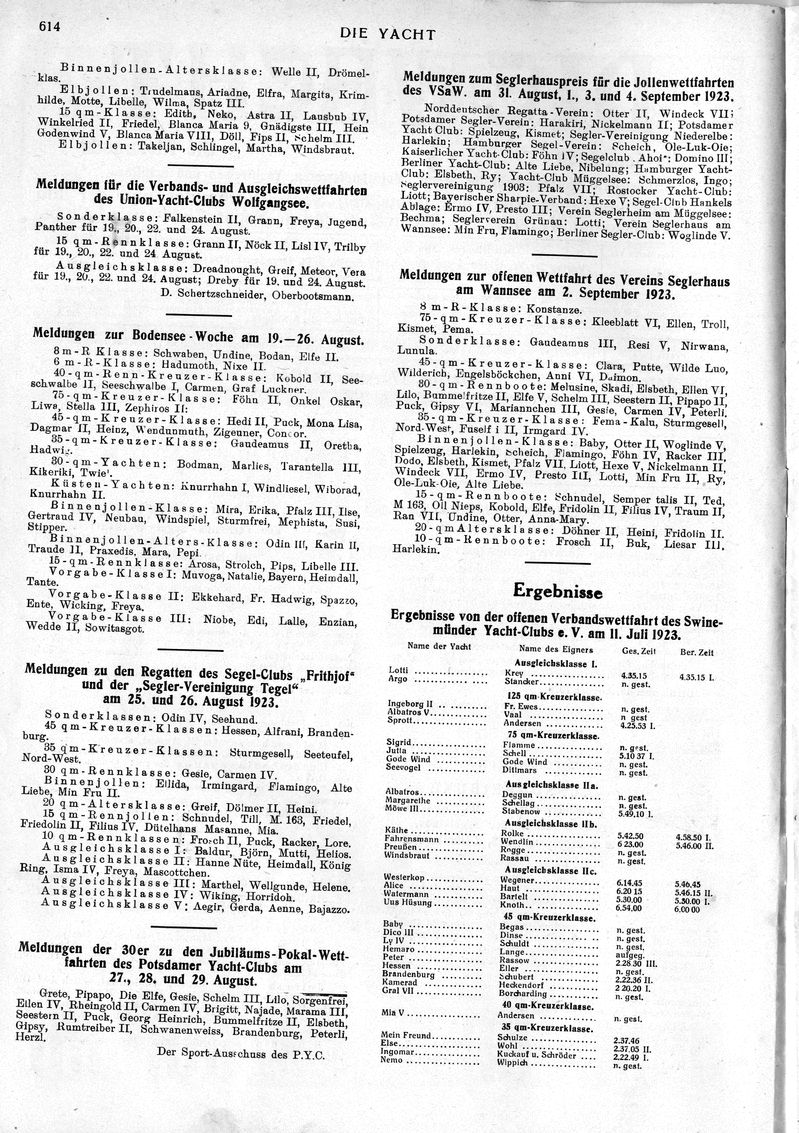 614
DIE YACHT
Binnenjollen-Altersklasse: Welle II, Drömel-
klas.
Elbjollen: Trudelmaus, Ariadne, Elfra, Margita, Krim-
hilde, Motte, Libelle, Wilma, Spatz III.
15 qm-Klasse: Edith, Neko, Astra II, Lausbub IV,
Winkelried II, Friedel, Blanca Maria 9, Gnädigste III, Hein
Godenwind V, Blanca Maria VIII, Döll, Fips II, Schelm III.
Elbjollen: Takeljan, Schlingel, Martha, Windsbraut.
Meldungen für die Verbands- und Ausgleichswettfahrten
des Union-Yacht-Clubs Wolfgangsee.
Sonderklasse: Falkenstein II, Grann, Freya, Jugend,
Panther für 19., 20., 22. und 24. August.
15 qm-Rennklasse: Grann II, Nöck II, Lisl IV, Trilby
für 19., 20., 22. und 24 August.
Ausgleichsklasse: Dreadnought, Greif, Meteor, Vera
für 19., 20., 22. und 24. August; Dreby für 19. und 24. August.
D. Schertzschneider, Oberbootsmann.
Meldungen zur Bodensee-Woche am 19.—26. August.
8m-R Klasse: Schwaben, Undine, Bodan, Elfe II.
6 m-R-Klasse: Hadumoth, Nixe II.
40-qm-Renn-Kreuzer-Klasse: Kobold II, See-
schwalbe II, Seeschwalbe I, Carmen, Graf Luckner.
75-qm-Kreuzer-Klasse: Föhn II, Onkel Oskar,
Liwa, Stella III, Zephiros II:
45-qm-Kreuzer-Klasse: Hedi II, Puck, Mona Lisa,
Dagmar II, Heinz, Wendunmuth, Zigeuner, Condor.
35-qm-Kreuzer-Klasse: Gaudeamus II, Oretha,
Hadwig.
30-qm-Yachten: Bodman, Marlies, Tarantella III,
Kikeriki, Twiel.
Küsten-Yachten: Knurrhahn I, Windliesel, Wiborad,
Knurrhahn II.
Binnenjollen-Klasse: Mira, Erika, Pfalz III, Ilse,
Gertraud IV, Neubau, Windspiel, Sturmfrei, Mephista, Susi,
Stipper.
Binnenjollen-Alters-Klasse: Odin III, Karin II,
Traude II, Praxedis, Mara, Pepi.
15-qm-Rennklasse: Arosa, Strolch, Pips, Libelle III.
Vorgabe-Klasse I: Muvoga, Natalie, Bayern, Heimdall,
Tante.
Vorgabe-Klasse II: Ekkehard, Fr. Hadwig, Spazzo,
Ente, Wicking, Freya.
Vorgabe-Klasse III: Niobe, Edi, Lalle, Enzian,
Wedde II, Sowitasgot.
Meldungen zu den Regatten des Segel-Clubs „Frithjof“
und der „Segler-Vereinigung Tegel“
am 25. und 26. August 1923.
Sonderklassen: Odin IV, Seehund.
45 qm-Kreuzer-Klassen: Hessen, Alfrani, Branden-
burg.
35 qm-Kreuzer-Klassen: Sturmgesell, Seeteufel,
Nord-West.
30 qm-Rennklasse: Gesie, Carmen IV.
Binnenjollen: Ellida, Irmingard, Flamingo, Alte
Liebe, Min Fru II.
20 qm-Altersklasse: Greif, Dölmer II, Heini.
15 qm-Rennjollen: Schnudel, Till, M. 163, Friedel,
Friedolin II, Filius IV, Dütelhans Masanne, Mia.
10 qm-Rennklassen: Frosch II, Puck, Racker, Lore.
Ausgleichsklasse I: Baldur, Björn, Mutti, Helios.
Ausgleichsklasse II: Hanne Nüte, Heimdall, König
Ring, Isma IV, Freya, Mascottchen.
Ausgleichsklasse III: Marthel, Wellgunde, Helene.
Ausgleichsklasse IV: Wiking, Horridoh.
Ausgleichsklasse V: Aegir, Gerda, Aenne, Bajazzo.
Meldungen der 30er zu den Jubiläums-Pokal-Wett-
fahrten des Potsdamer Yacht-Clubs am
27., 28. und 29. August.
Grete, Pipapo, Die Elfe, Gesie, Schelm III, Lilo, Sorgenfrei,
Ellen IV, Rheingold II, Carmen IV, Brigitt, Najade, Marama III,
Seestern II, Puck, Georg Heinrich, Bummelfritze II, Elsbeth,
Gipsy, Rumtreiber II, Schwanenweiss, Brandenburg, Peterli,
Herzl.
Der Sport-Ausschuss des P.Y.C.
Meldungen zum Seglerhauspreis für die Jollenwettfahrten
des VSaW. am 31. August, 1., 3. und 4. September 1923.
Norddeutscher Regatta-Verein: Otter II, Windeck VII;
Potsdamer Segler-Verein: Harakiri, Nickelmann II; Potsdamer
Yacht Club: Spielzeug, Kismet; Segler-Vereinigung Niederelbe:
Harlekin; Hamburger Segel-Verein: Scheich, Ole-Luk-Oie;
Kaiserlicher Yacht-Club: Föhn IV; Segelclub „Ahoi“: Domino III;
Berliner Yacht-Club: Alte Liebe, Nibelung; Hamburger Yacht-
Club: Elsbeth, Ry; Yacht-Club Müggelsee: Schmerzlos, Ingo;
Seglervereinigung 1903: Pfalz VII; Rostocker Yacht-Club:
Liott; Bayerischer Sharpie-Verband: Hexe V; Segel-Club Hankels
Ablage: Ermo IV, Presto III; Verein Seglerheim am Müggelsee:
Bechma; Seglerverein Grünau: Lotti; Verein Seglerhaus am
Wannsee: Min Fru, Flamingo; Berliner Segler-Club: Woglinde V.
Meldungen zur offenen Wettfahrt des Vereins Seglerhaus
am Wannsee am 2. September 1923.
8 m-R-Klasse: Konstanze.
75-qm-Kreuzer-Klasse: Kleeblatt VI, Ellen, Troll,
Kismet, Pema.
Sonderklasse: Gaudeamus III, Resi V, Nirwana,
Lunula.
45-qm-Kreuzer-Klasse: Clara, Putte, Wilde Luo,
Wilderich, Engelsböckchen, Anni VI, Daimon.
30-qm-Rennboote: Melusine, Skadi, Elsbeth, Ellen VI,
Lilo, Bummelfritze II, Elfe V, Schelm III, Seestern II, Pipapo II,
Puck, Gipsy VI, Mariannchen III, Gesie, Carmen IV, Peterli.
35-qm-Kreuzer-Klasse: Fema-Kalu, Sturmgesell,
Nord-West, Fuself i II, Irmgard IV.
Binnenjollen-Klasse: Baby, Otter II, Woglinde V,
Spielzeug, Harlekin, Scheich, Flamingo, Föhn IV, Racker III,
Dodo, Elsbeth, Kismet, Pfalz VII, Liott, Hexe V, Nickelmann II,
Windeck VII, Ermo IV, Presto III, Lotti, Min Fru II, Ry,
Ole-Luk-Oie, Alte Liebe.
15-qm-Rennboote: Schnudel, Semper talis II, Ted,
M 163, Oil Nieps, Kobold, Elfe, Fridolin II, Filius IV, Traum II,
Ran VII, Undine, Otter, Anna-Mary.
20-qm Altersklasse: Döhner II, Heini, Fridolin II.
10-qm-Rennboote: Frosch II, Buk, Liesar III,
Harlekin.
Ergebnisse
Ergebnisse von der offenen Verbandswettfahrt des Swine-
münder Yacht-Clubs e. V. am 11. Juli 1923.
Name der Yacht Name des Eigners Ges. Zeit Ber. Zeit
Ausgleichsklasse I.
Lotti Krey 4.35.15 4.35.15 I.
Argo Stancker n. gest.
125 qm-Kreuzerklasse.
Ingeborg II Fr. Ewes n. gest.
Albatros V Vaal n gest
Sprott Andersen 4.25.53 I.
75 qm-Kreuzerklasse.
Sigrid Flamme n. gest.
Jutta Schell 5.10 37 I.
Gode Wind Gode Wind n. gest.
Seevogel Dittmars n. gest.
Ausgleichsklasse IIa.
Albatros Deggun n. gest.
Margarethe Schellag n. gest.
Möwe III Stabenow 5.49,10 I.
Ausgleichsklasse IIb.
Käthe Rolke 5.42.50 4.58.50 I.
Fahrensmann Wendlin 6 23.00 5.46.00 II.
Preußen Rogge n. gest.
Windsbraut Rassau n. gest.
Ausgleichsklasse IIc.
Westerkop Wegener 6.14.45 5.46.45
Alice Haut 6.20 15 5.46.15 II.
Watermann Bartelt 5.30.00 5.30.00 I.
Uus Hüsung Knoth 6.54.00 6.00 00
45 qm-Kreuzerklasse.
Baby Begas n. gest.
Dico III Dinse n. gest.
Ly IV Schuldt n. gest.
Hemaro Lange aufgeg.
Peter Rassow 2.28 30 III.
Hessen Eller n. gest.
Brandenburg Schubert 2.22.36 II.
Kamerad Heckendorf 2 20.20 I.
Gral VII Borcharding n. gest.
40 qm-Kreuzerklasse.
Mia V Andersen n. gest.
35 qm-Kreuzerklasse.
Mein Freund Schulze 2.37.46
Else Wohl 2.37.05 II.
Ingomar Kuckauf u. Schröder 2.22.49 I.
Nemo Wippich n. gest.